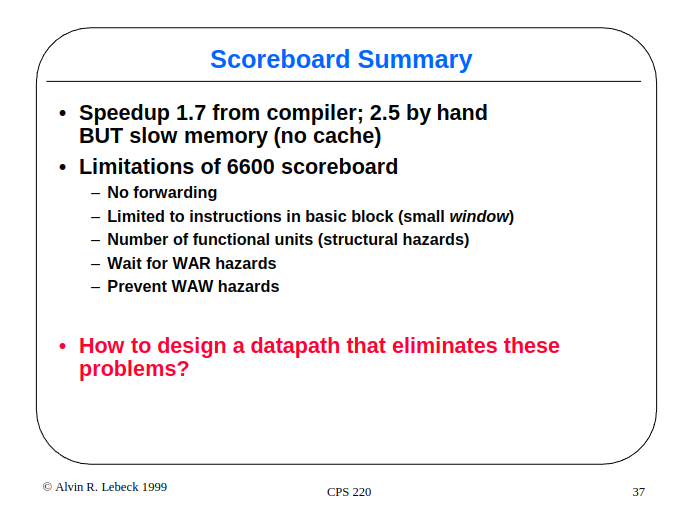 Scoreboard Summary
• Speedup 1.7 from compiler; 2.5 by hand
BUT slow memory (no cache)
• Limitations of 6600 scoreboard
– No forwarding
– Limited to instructions in basic block (small window)
– Number of functional units (structural hazards)
– Wait for WAR hazards
– Prevent WAW hazards
• How to design a datapath that eliminates these
problems?
© Alvin R. Lebeck 1999
CPS 220
37